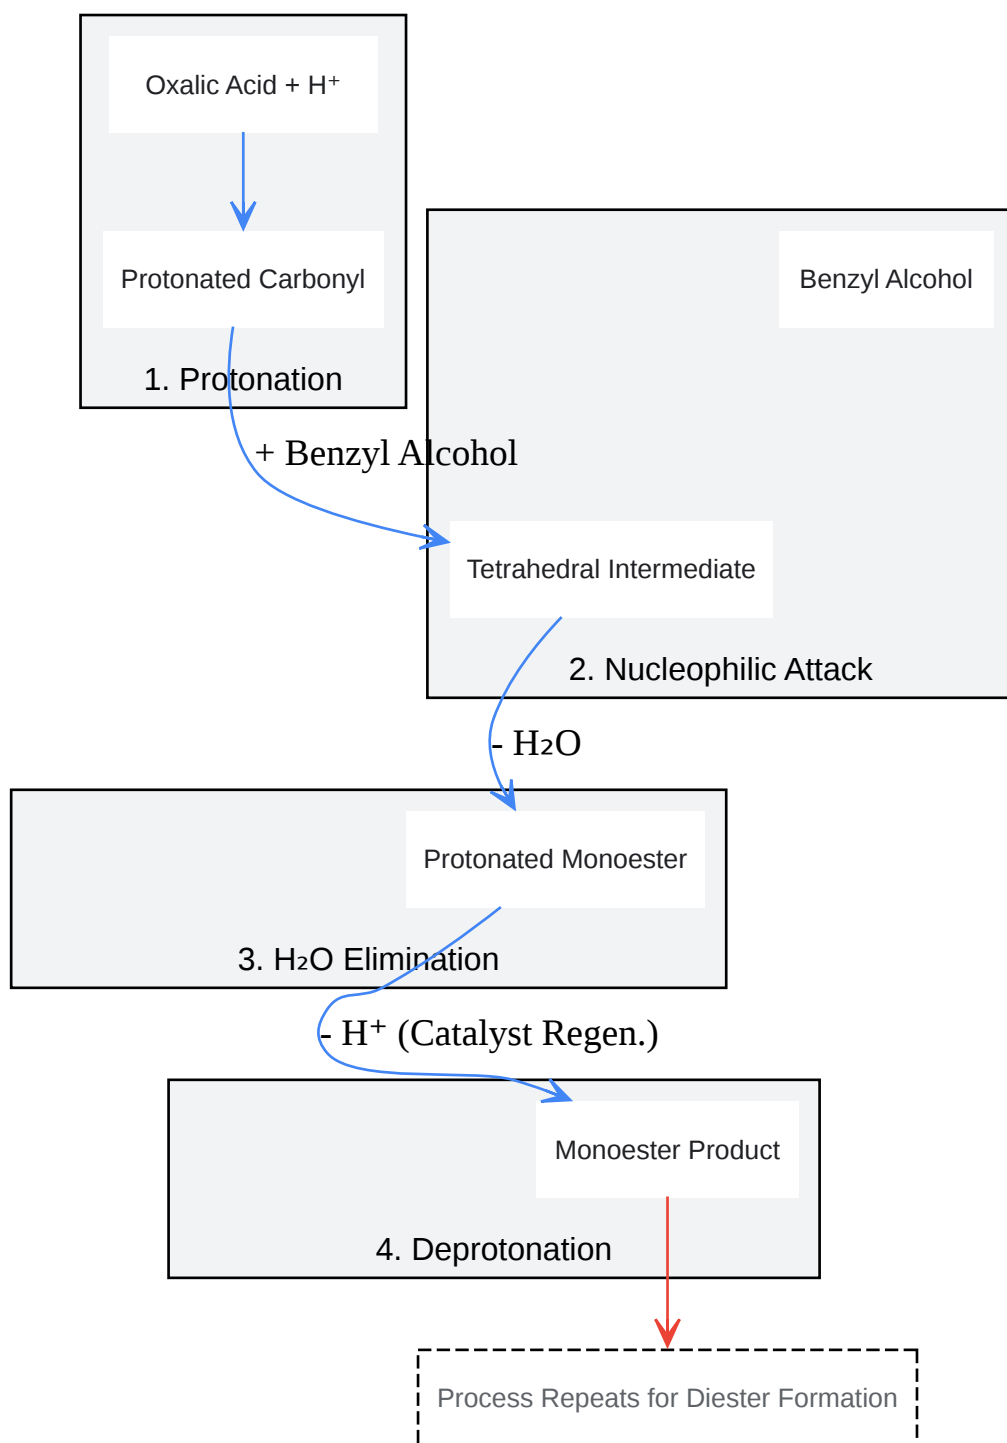 Oxalic Acid + H⁺
Protonated Carbonyl
1. Protonation
Benzyl Alcohol
+ Benzyl Alcohol
Tetrahedral Intermediate
2. Nucleophilic Attack
- H₂O
Protonated Monoester
3. H₂O Elimination
- H⁺ (Catalyst Regen.)
Monoester Product
4. Deprotonation
Process Repeats for Diester Formation